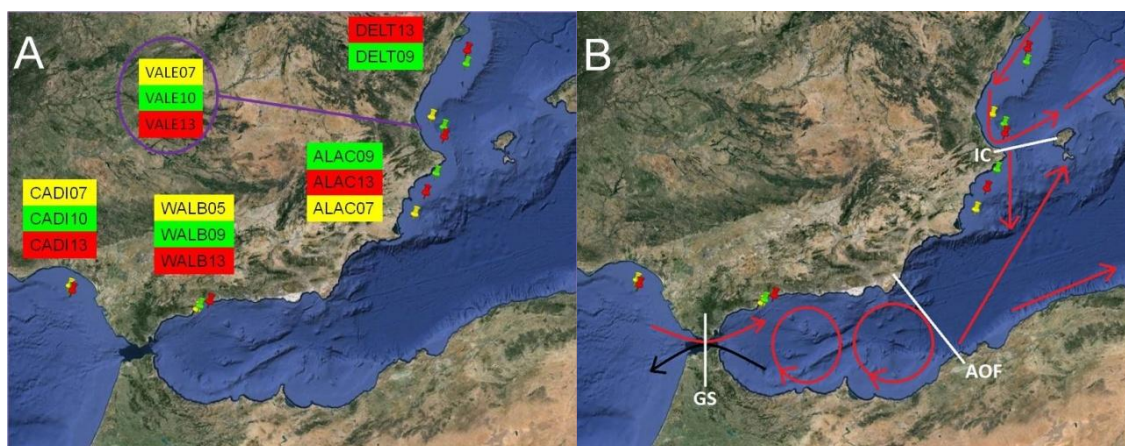 A
DELT13
DELT09
VALE07
VALE10
VALE13
ALAC09
ALAC13
ALAC07
CADI07
CADI10
CADI13
WALB05
WALB09
WALB13
B
IC
AOF
GS